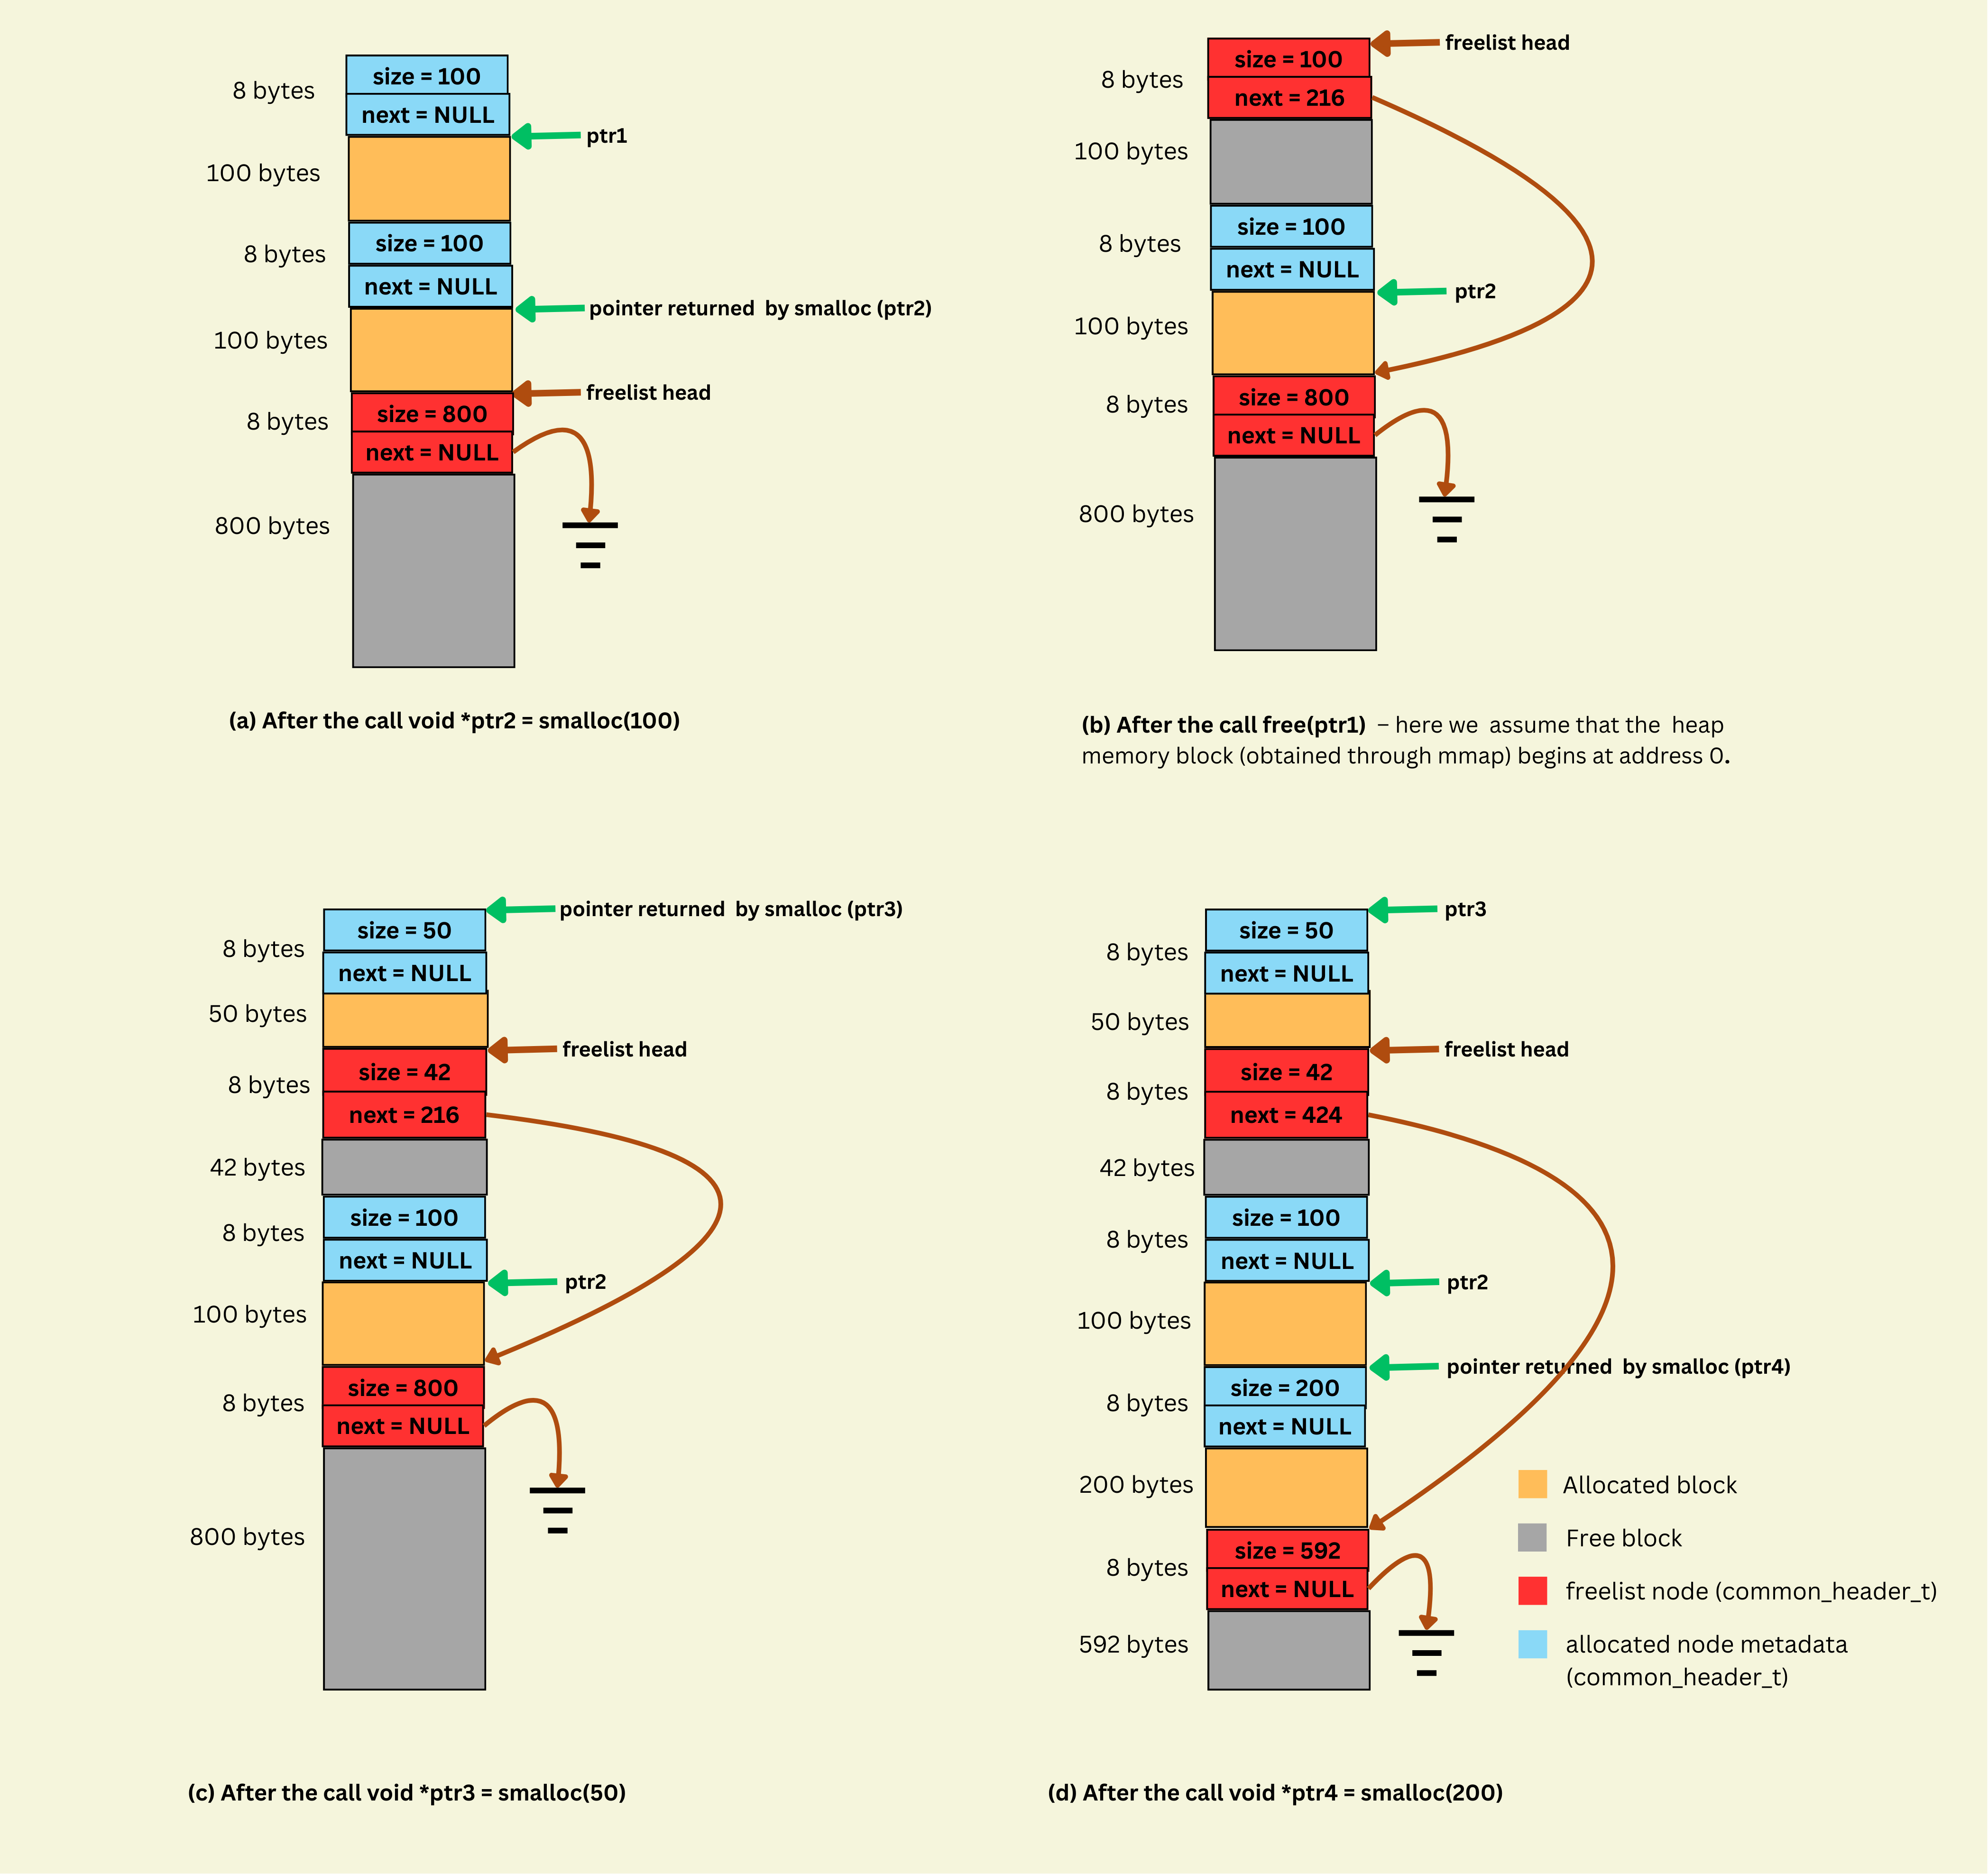 size = 100
8 bytes
next = NULL
ptr1
100 bytes
size = 100
8 bytes
next = NULL
pointer returned by smalloc (ptr2)
100 bytes
freelist head
size = 800
8 bytes
next = NULL
800 bytes
(a) After the call void *ptr2 = smalloc(100)
freelist head
size = 100
8 bytes
next = 216
100 bytes
size = 100
8 bytes
next = NULL
ptr2
100 bytes
size = 800
8 bytes
next = NULL
800 bytes
(b) After the call free(ptr1) – here we assume that the heap
memory block (obtained through mmap) begins at address 0.
pointer returned by smalloc (ptr3)
size = 50
8 bytes
next = NULL
50 bytes
freelist head
size = 42
8 bytes
next = 216
42 bytes
size = 100
8 bytes
next = NULL
ptr2
100 bytes
size = 800
8 bytes
next = NULL
800 bytes
(c) After the call void *ptr3 = smalloc(50)
ptr3
size = 50
8 bytes
next = NULL
50 bytes
freelist head
size = 42
8 bytes
next = 424
42 bytes
size = 100
8 bytes
next = NULL
ptr2
100 bytes
pointer returned by smalloc (ptr4)
size = 200
8 bytes
next = NULL
200 bytes
size = 592
8 bytes
next = NULL
592 bytes
(d) After the call void *ptr4 = smalloc(200)
Allocated block
Free block
freelist node (common_header_t)
allocated node metadata
(common_header_t)